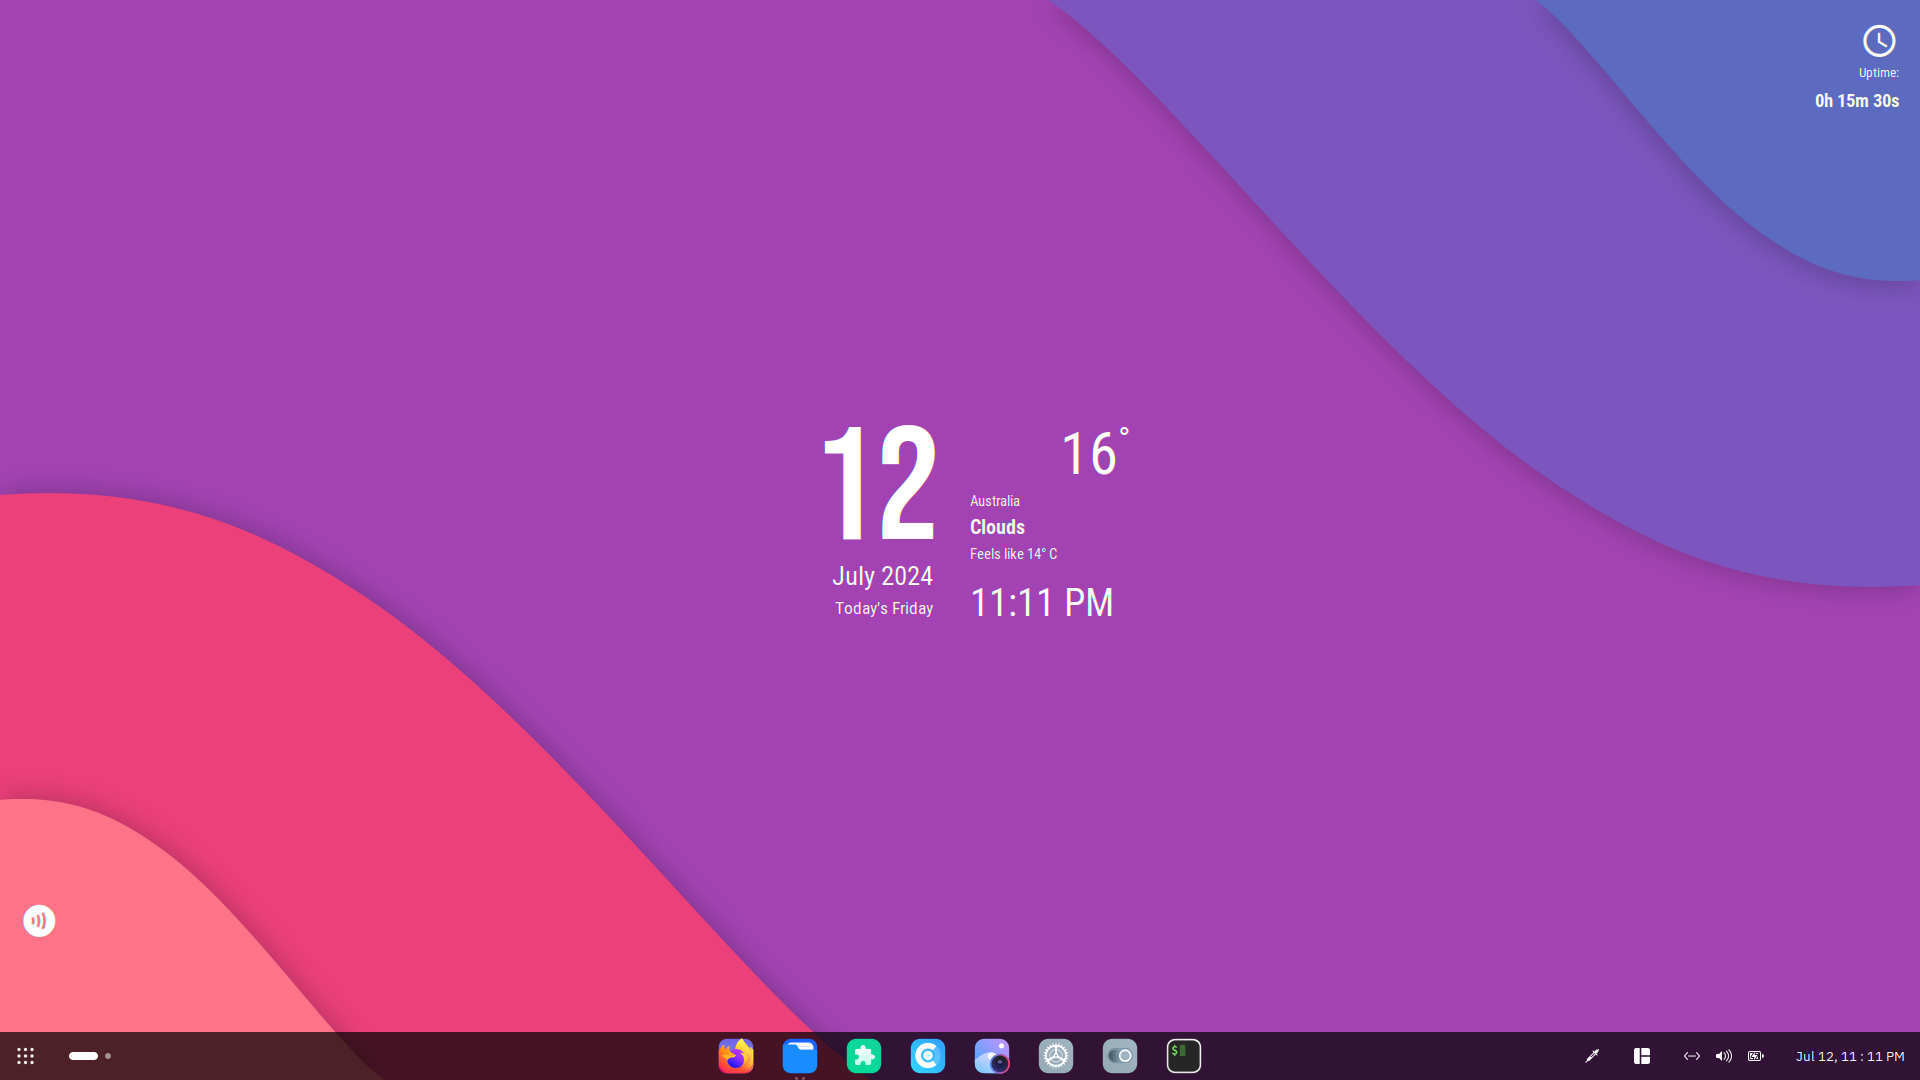 Uptime:
0h 15m 30s
12
July 2024
Today's Friday
16°
Australia
Clouds
Feels like 14° C
11:11 PM
$
Jul 12, 11 : 11 PM